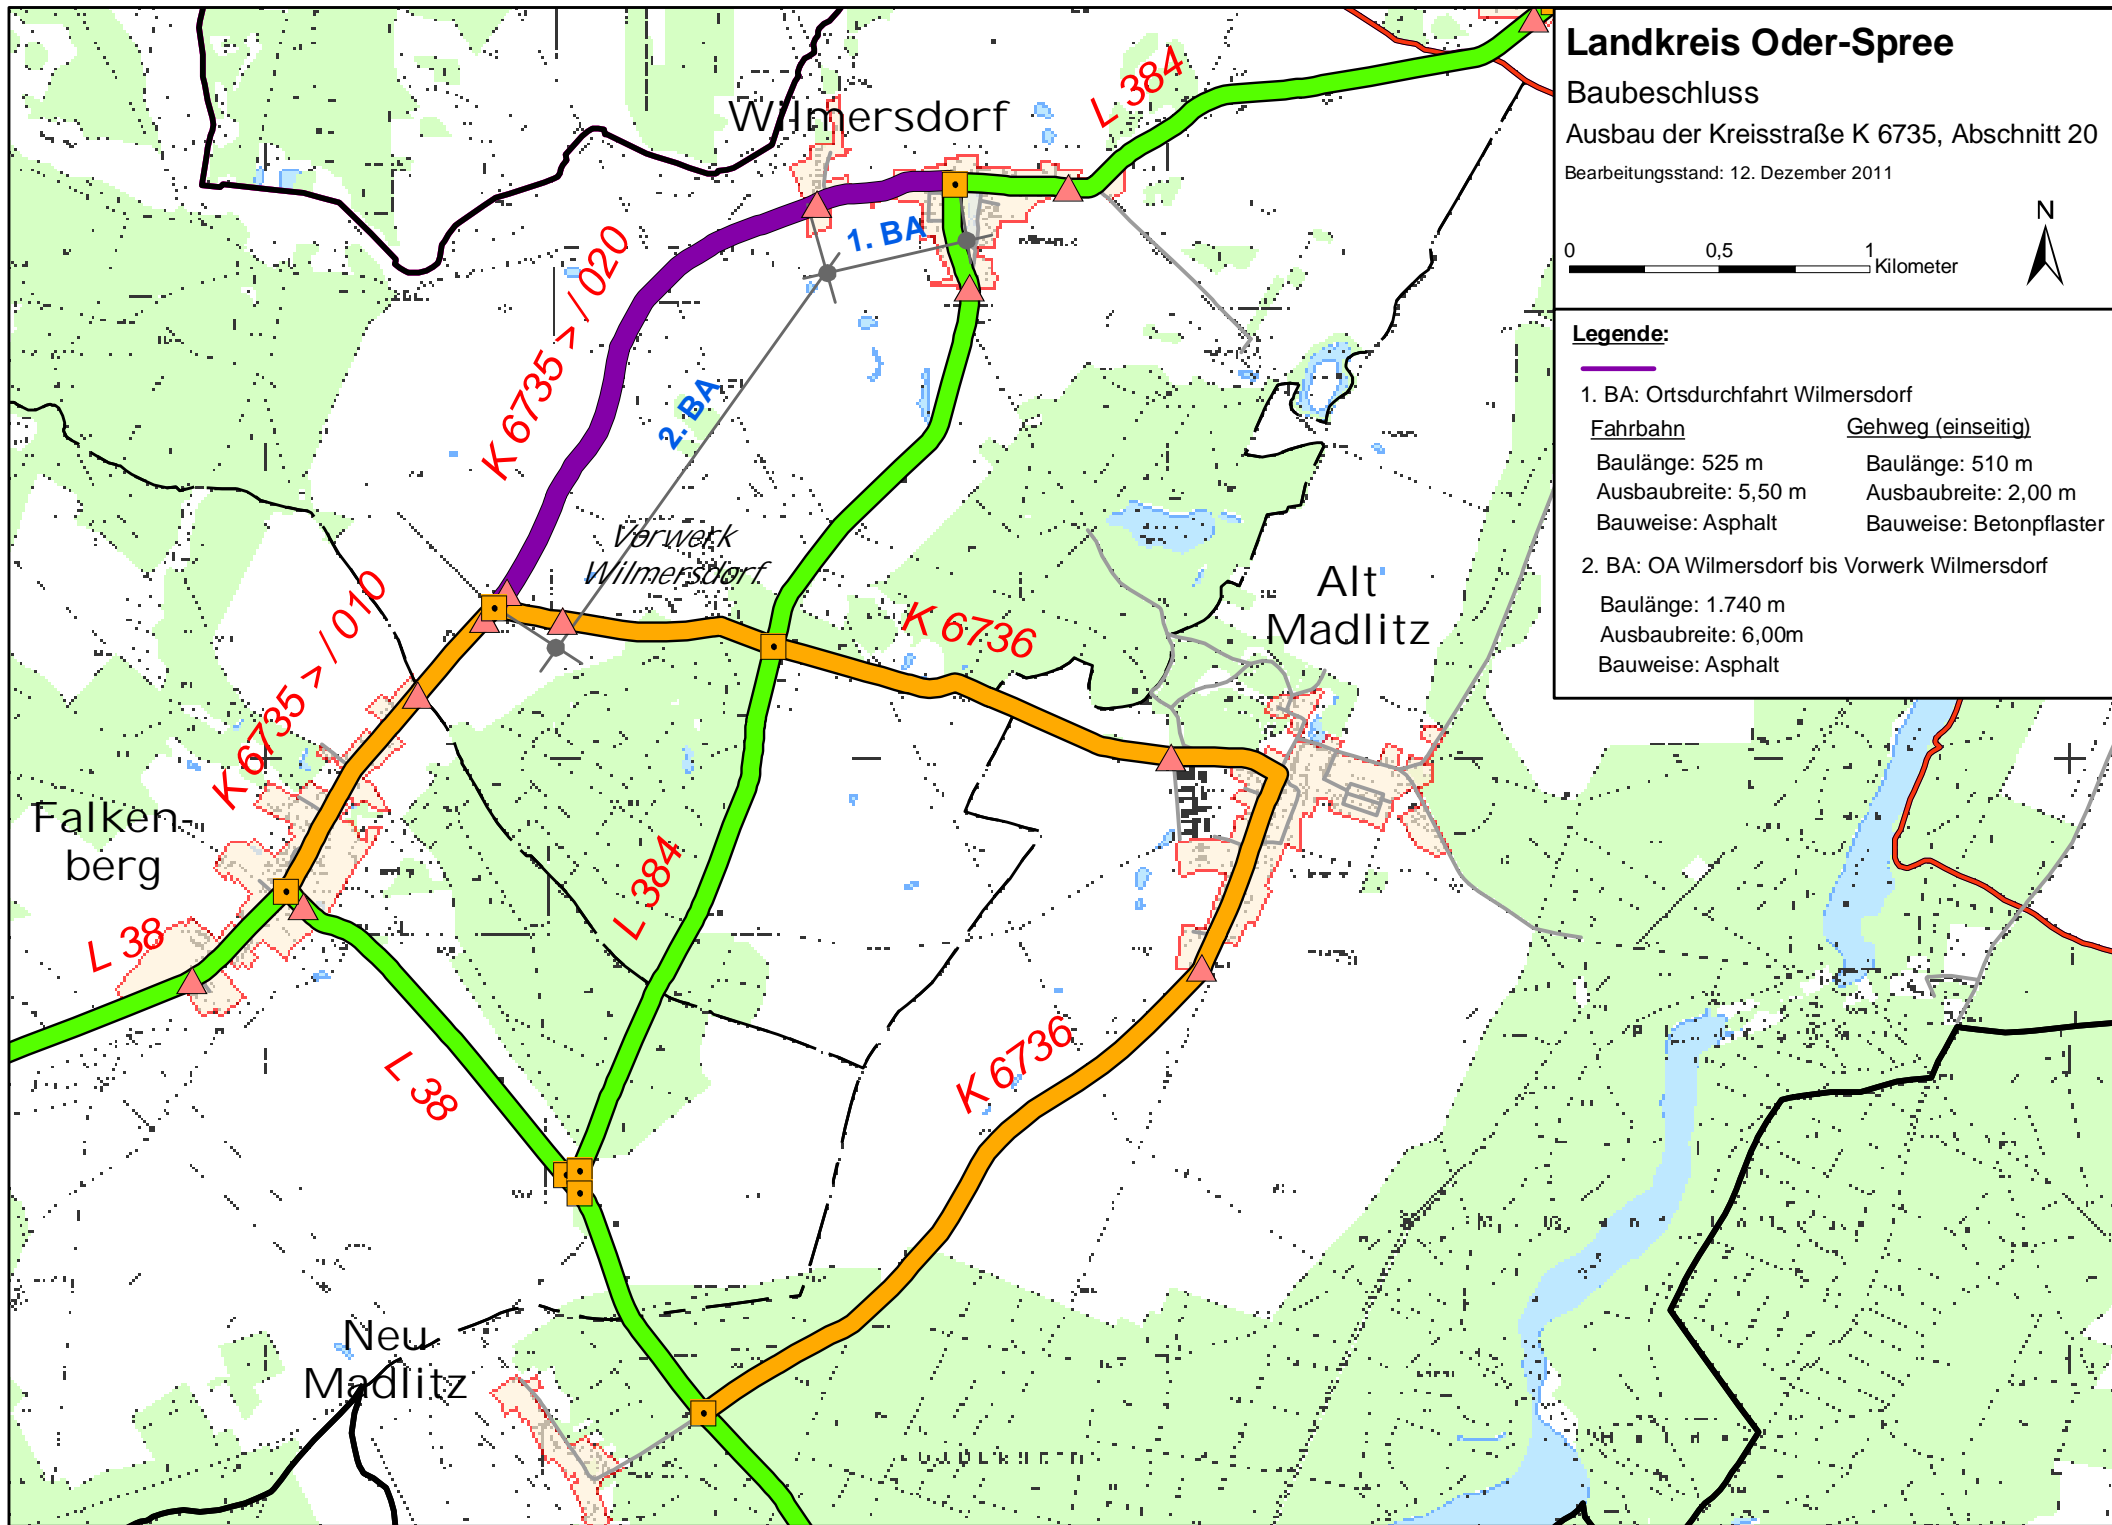 Landkreis Oder-Spree
Baubeschluss
Ausbau der Kreisstraße K 6735, Abschnitt 20
Bearbeitungsstand: 12. Dezember 2011
N
0 0,5 1 Kilometer
Legende:
1. BA: Ortsdurchfahrt Wilmersdorf
Fahrbahn
Baulänge: 525 m
Ausbaubreite: 5,50 m
Bauweise: Asphalt
Gehweg (einseitig)
Baulänge: 510 m
Ausbaubreite: 2,00 m
Bauweise: Betonpflaster
2. BA: OA Wilmersdorf bis Vorwerk Wilmersdorf
Baulänge: 1.740 m
Ausbaubreite: 6,00m
Bauweise: Asphalt
Wilmersdorf
L 384
1. BA
K 6735 > / 020
2. BA
Vorwerk
Wilmersdorf
K 6736
Alt
Madlitz
K 6735 > / 010
Falken-
berg
L 38
L 384
L 38
K 6736
Neu
Madlitz